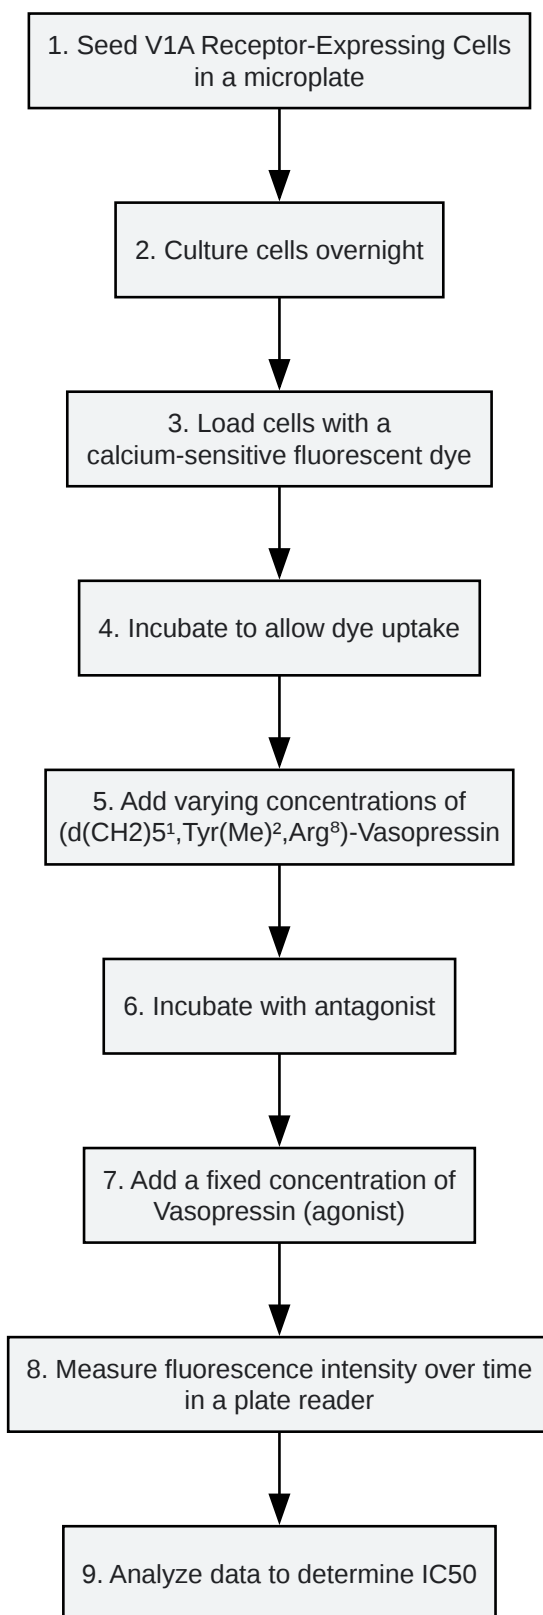 1. Seed V1A Receptor-Expressing Cells
in a microplate
2. Culture cells overnight
3. Load cells with a
calcium-sensitive fluorescent dye
4. Incubate to allow dye uptake
5. Add varying concentrations of
(d(CH2)5¹,Tyr(Me)²,Arg⁸)-Vasopressin
6. Incubate with antagonist
7. Add a fixed concentration of
Vasopressin (agonist)
8. Measure fluorescence intensity over time
in a plate reader
9. Analyze data to determine IC50